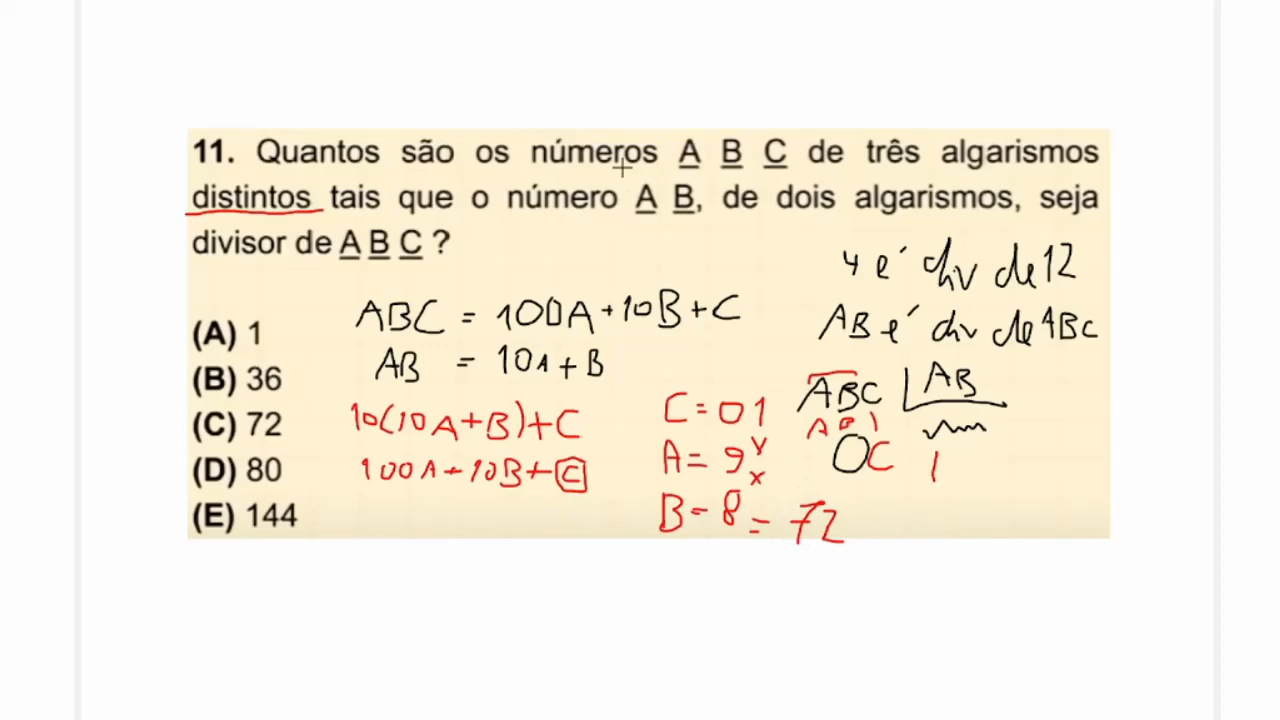 11. Quantos são os números A B C de três algarismos
distintos tais que o número A B, de dois algarismos, seja
divisor de A B C ?
4 é div de 12
ABC = 100A + 10B + C
AB é div de ABC
(A) 1
AB = 10A + B
(B) 36
ABC AB
C = 01
10(10A+B)+C
(C) 72
AB
0C 1
A = 9
x
100A + 10B + C
(D) 80
B = 8 = 72
(E) 144